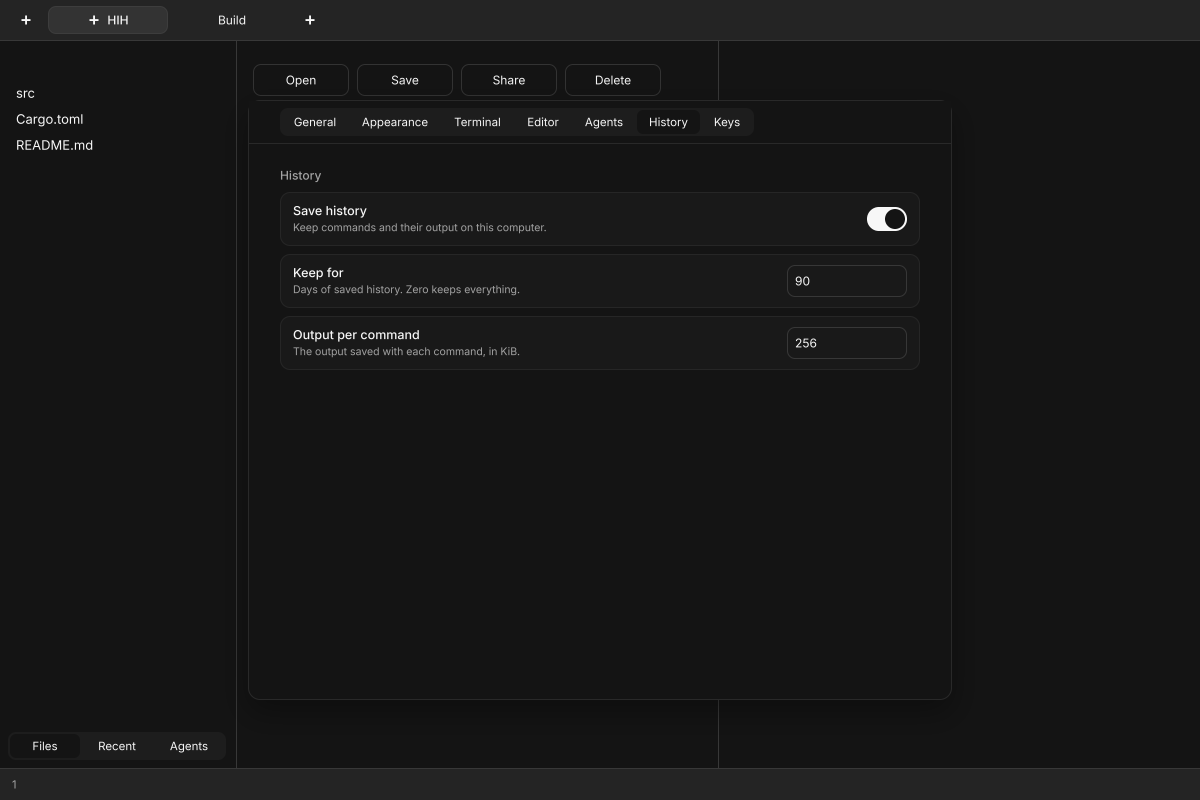 + + HIH Build +
src
Cargo.toml
README.md
Open Save Share Delete
General Appearance Terminal Editor Agents History Keys
History
Save history
Keep commands and their output on this computer.
Keep for
Days of saved history. Zero keeps everything.
90
Output per command
The output saved with each command, in KiB.
256
Files Recent Agents
1